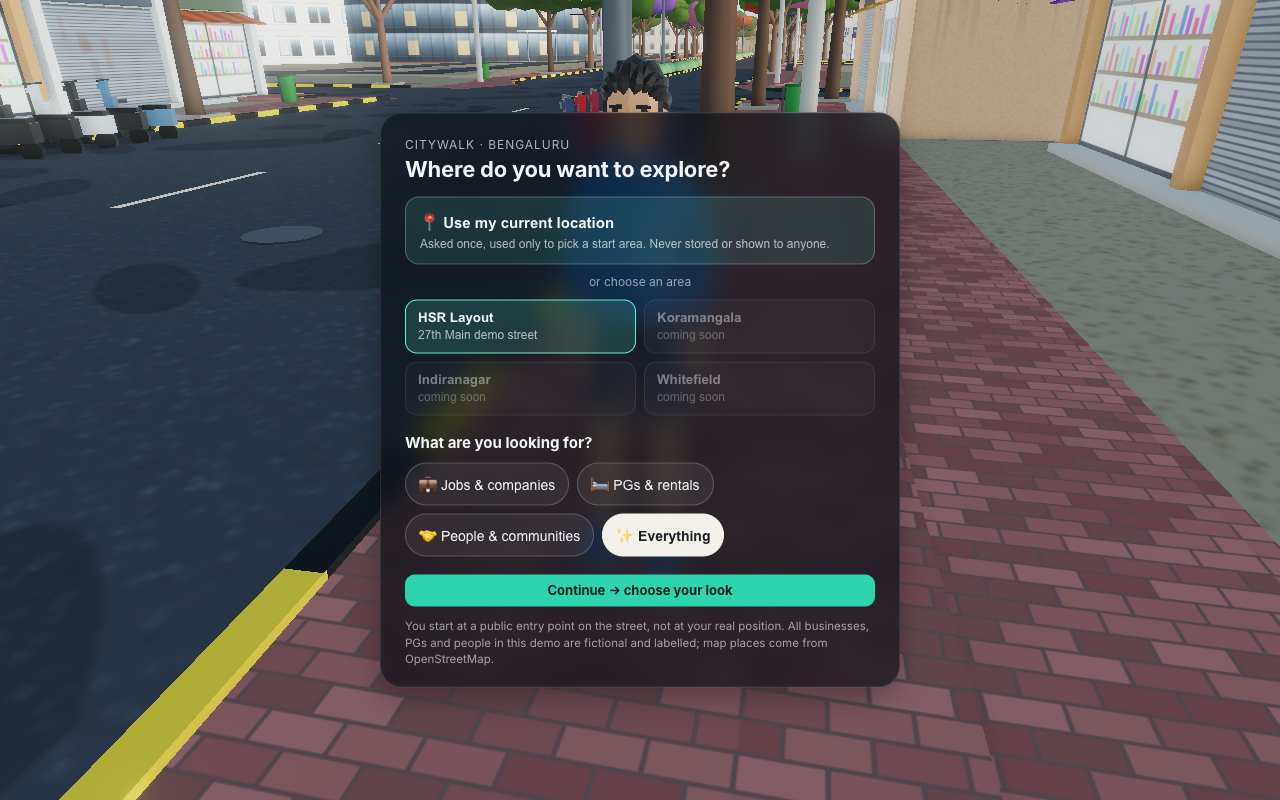 CITYWALK · BENGALURU
Where do you want to explore?
📍 Use my current location
Asked once, used only to pick a start area. Never stored or shown to anyone.
or choose an area
HSR Layout
27th Main demo street
Koramangala
coming soon
Indiranagar
coming soon
Whitefield
coming soon
What are you looking for?
💼 Jobs & companies
🛏️ PGs & rentals
🤝 People & communities
✨ Everything
Continue → choose your look
You start at a public entry point on the street, not at your real position. All businesses,
PGs and people in this demo are fictional and labelled; map places come from
OpenStreetMap.